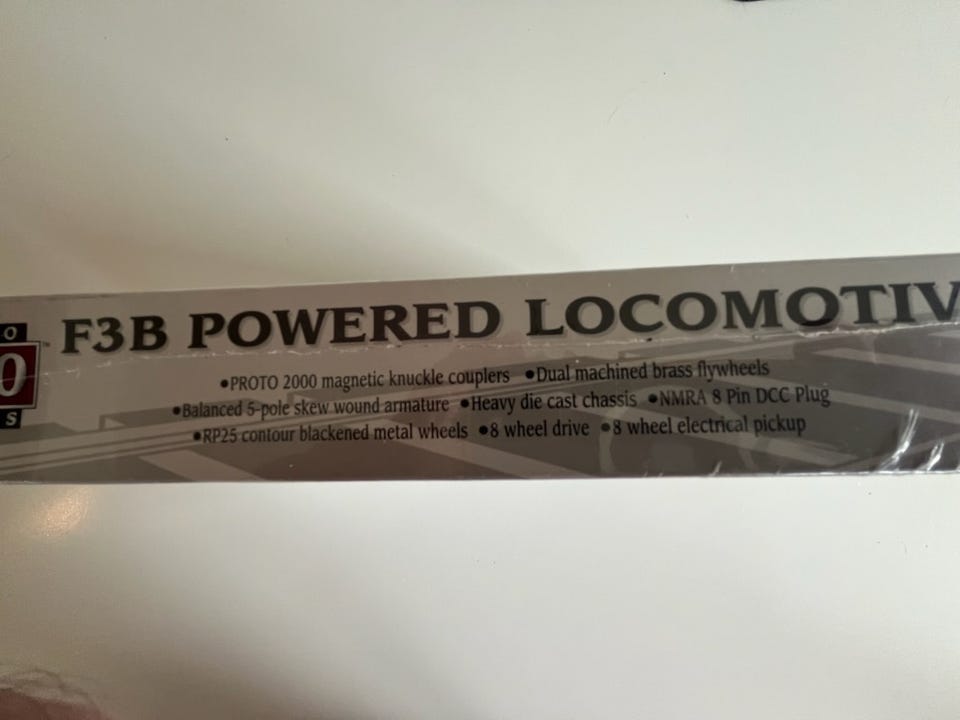 O
0
S
™
F3B POWERED LOCOMOTIV
•PROTO 2000 magnetic knuckle couplers •Dual machined brass flywheels
•Balanced 5-pole skew wound armature •Heavy die cast chassis •NMRA 8 Pin DCC Plug
•RP25 contour blackened metal wheels •8 wheel drive •8 wheel electrical pickup